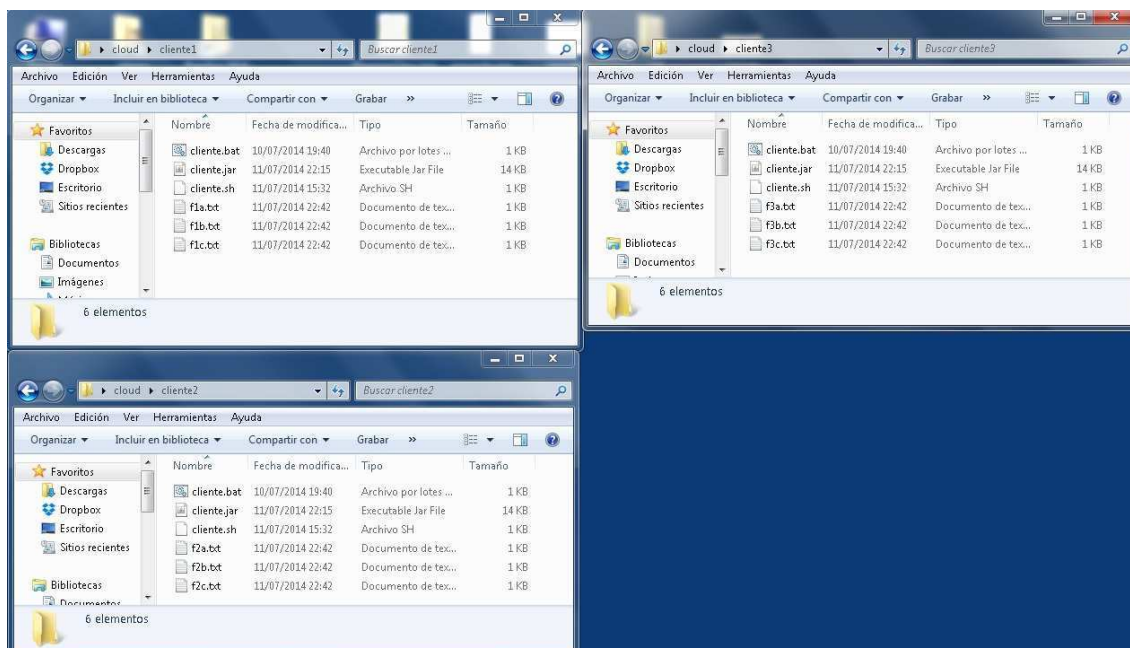 cloud ▸ cliente1
Buscar cliente1
Archivo Edición Ver Herramientas Ayuda
Organizar Incluir en biblioteca Compartir con Grabar »
Favoritos
Descargas
Dropbox
Escritorio
Sitios recientes
Bibliotecas
Documentos
Imágenes
Nombre Fecha de modifica... Tipo Tamaño
cliente.bat 10/07/2014 19:40 Archivo por lotes ... 1 KB
cliente.jar 11/07/2014 22:15 Executable Jar File 14 KB
cliente.sh 11/07/2014 15:32 Archivo SH 1 KB
f1a.txt 11/07/2014 22:42 Documento de tex... 1 KB
f1b.txt 11/07/2014 22:42 Documento de tex... 1 KB
f1c.txt 11/07/2014 22:42 Documento de tex... 1 KB
6 elementos
cloud ▸ cliente3
Buscar cliente3
Archivo Edición Ver Herramientas Ayuda
Organizar Incluir en biblioteca Compartir con Grabar »
Favoritos
Descargas
Dropbox
Escritorio
Sitios recientes
Bibliotecas
Documentos
Nombre Fecha de modifica... Tipo Tamaño
cliente.bat 10/07/2014 19:40 Archivo por lotes ... 1 KB
cliente.jar 11/07/2014 22:15 Executable Jar File 14 KB
cliente.sh 11/07/2014 15:32 Archivo SH 1 KB
f3a.txt 11/07/2014 22:42 Documento de tex... 1 KB
f3b.txt 11/07/2014 22:42 Documento de tex... 1 KB
f3c.txt 11/07/2014 22:42 Documento de tex... 1 KB
6 elementos
cloud ▸ cliente2
Buscar cliente2
Archivo Edición Ver Herramientas Ayuda
Organizar Incluir en biblioteca Compartir con Grabar »
Favoritos
Descargas
Dropbox
Escritorio
Sitios recientes
Bibliotecas
Documentos
Nombre Fecha de modifica... Tipo Tamaño
cliente.bat 10/07/2014 19:40 Archivo por lotes ... 1 KB
cliente.jar 11/07/2014 22:15 Executable Jar File 14 KB
cliente.sh 11/07/2014 15:32 Archivo SH 1 KB
f2a.txt 11/07/2014 22:42 Documento de tex... 1 KB
f2b.txt 11/07/2014 22:42 Documento de tex... 1 KB
f2c.txt 11/07/2014 22:42 Documento de tex... 1 KB
6 elementos